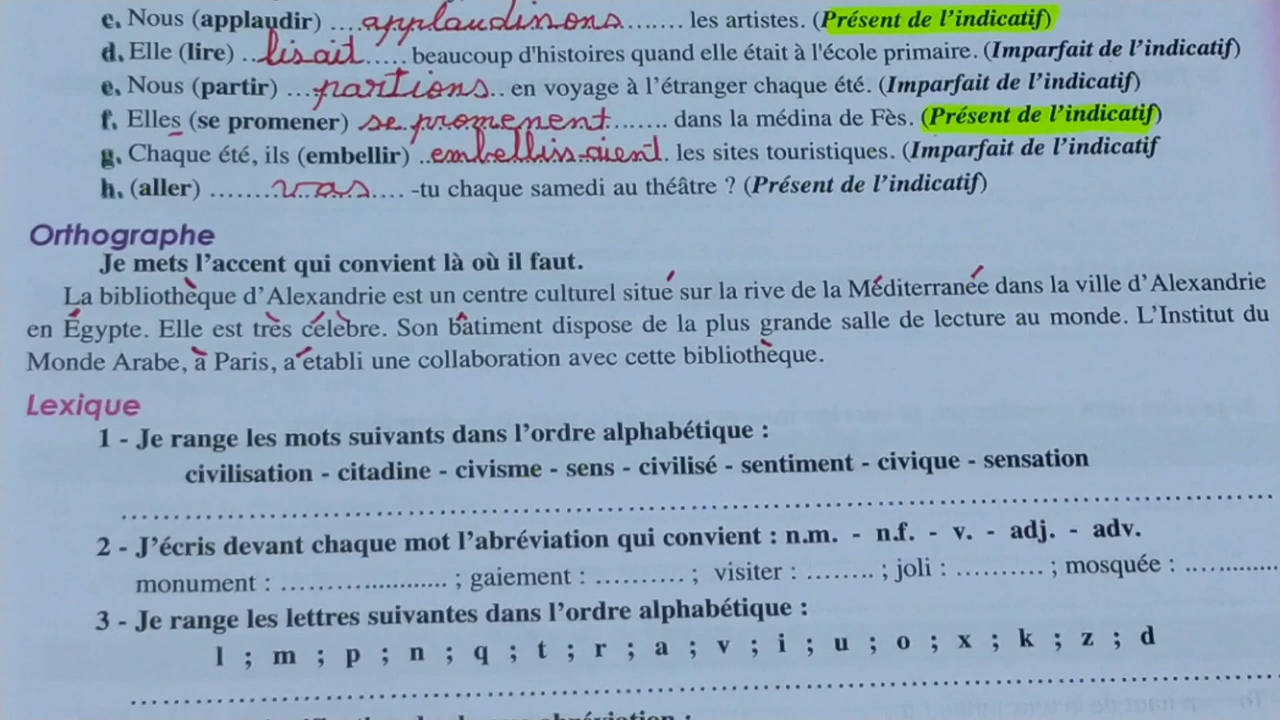 c. Nous (applaudir) ....applaudissons....... les artistes. (Présent de l'indicatif)
d. Elle (lire) ..lisait..... beaucoup d'histoires quand elle était à l'école primaire. (Imparfait de l'indicatif)
e. Nous (partir) ...partions.. en voyage à l'étranger chaque été. (Imparfait de l'indicatif)
f. Elles (se promener) se promènent....... dans la médina de Fès. (Présent de l'indicatif)
g. Chaque été, ils (embellir) ..embellissaient. les sites touristiques. (Imparfait de l'indicatif
h. (aller) .......vas.... -tu chaque samedi au théâtre ? (Présent de l'indicatif)
Orthographe
Je mets l'accent qui convient là où il faut.
La bibliothèque d'Alexandrie est un centre culturel situé sur la rive de la Méditerranée dans la ville d'Alexandrie
en Égypte. Elle est très célèbre. Son bâtiment dispose de la plus grande salle de lecture au monde. L'Institut du
Monde Arabe, à Paris, a établi une collaboration avec cette bibliothèque.
Lexique
1 - Je range les mots suivants dans l'ordre alphabétique :
civilisation - citadine - civisme - sens - civilisé - sentiment - civique - sensation
2 - J'écris devant chaque mot l'abréviation qui convient : n.m. - n.f. - v. - adj. - adv.
monument : ..................... ; gaiement : .......... ; visiter : ........ ; joli : .......... ; mosquée : ..............
3 - Je range les lettres suivantes dans l'ordre alphabétique :
l ; m ; p ; n ; q ; t ; r ; a ; v ; i ; u ; o ; x ; k ; z ; d